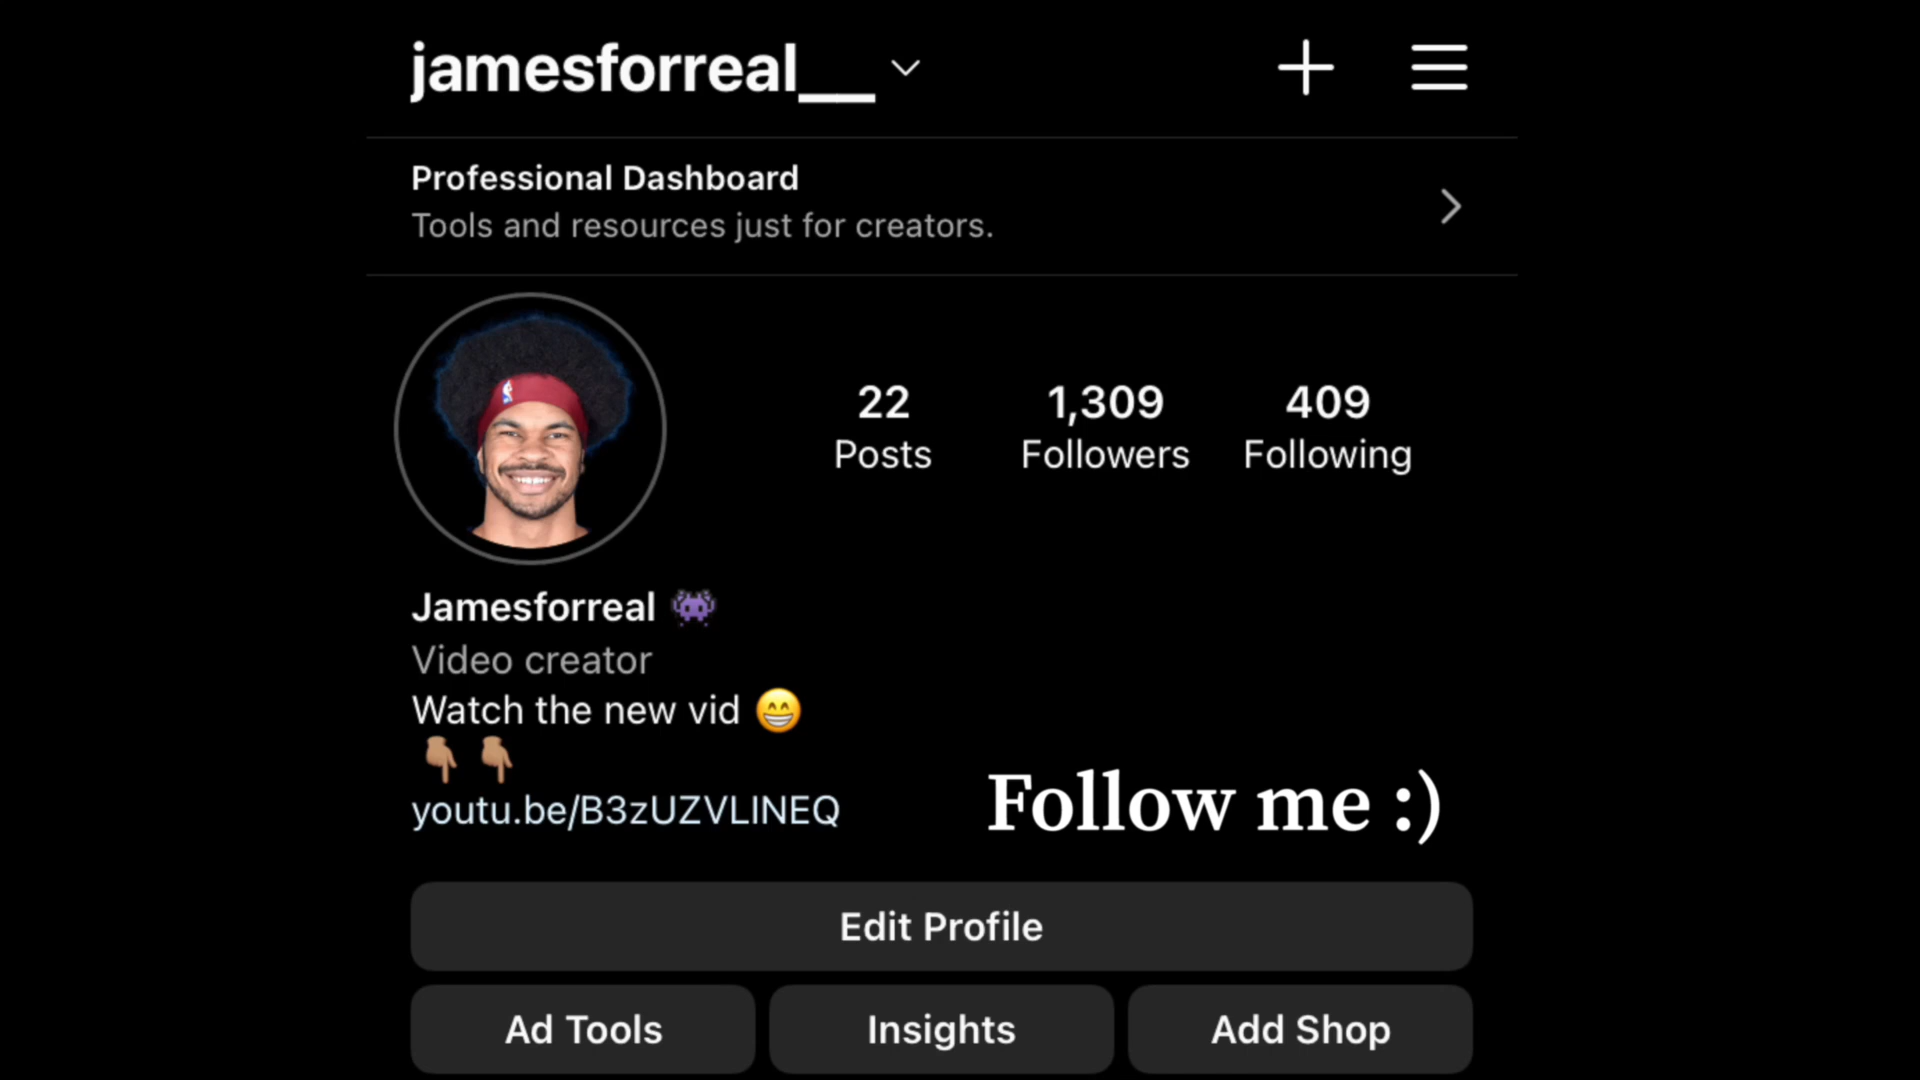 jamesforreal__
Professional Dashboard
Tools and resources just for creators.
22 1,309 409
Posts Followers Following
Jamesforreal 👾
Video creator
Watch the new vid 😁
👇🏽 👇🏽
youtu.be/B3zUZVLINEQ
Follow me :)
Edit Profile
Ad Tools Insights Add Shop